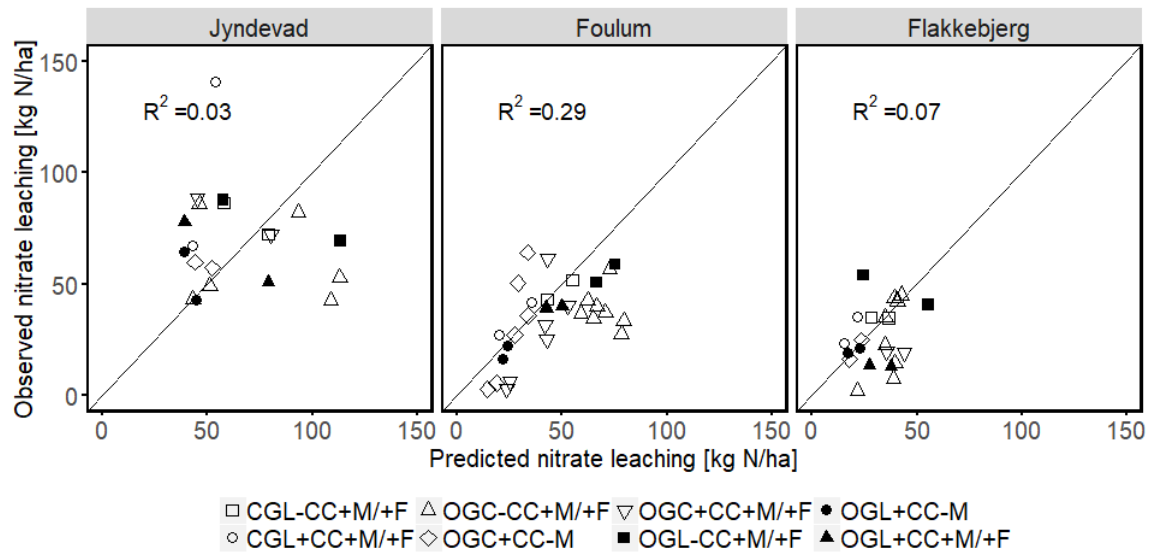 Jyndevad Foulum Flakkebjerg
R2 =0.03 R2 =0.29 R2 =0.07
150
100
50
0
Observed nitrate leaching [kg N/ha]
0 50 100 150 0 50 100 150 0 50 100 150
Predicted nitrate leaching [kg N/ha]
CGL-CC+M/+F OGC-CC+M/+F OGC+CC+M/+F OGL+CC-M
CGL+CC+M/+F OGC+CC-M OGL-CC+M/+F OGL+CC+M/+F